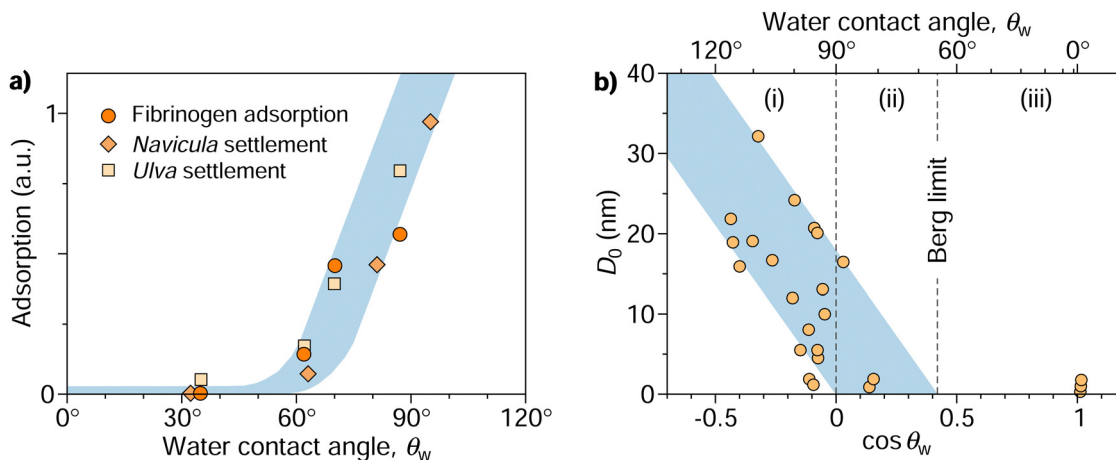 a)
Adsorption (a.u.)
1
0
Fibrinogen adsorption
Navicula settlement
Ulva settlement
0° 30° 60° 90° 120°
Water contact angle, θw
b)
Water contact angle, θw
120° 90° 60° 0°
40
30
20
10
0
D0 (nm)
(i) (ii) (iii)
Berg limit
-0.5 0 0.5 1
cos θw